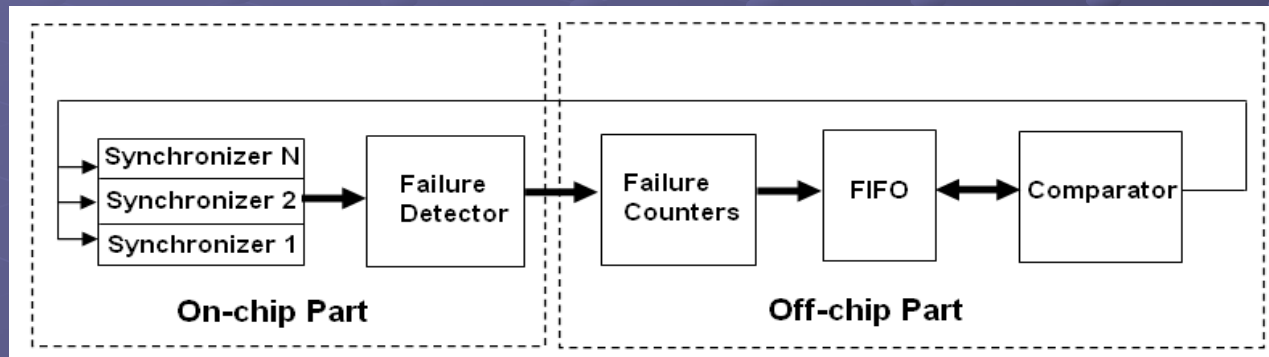 Synchronizer N
Synchronizer 2
Synchronizer 1
Failure
Detector
Failure
Counters
FIFO
Comparator
On-chip Part
Off-chip Part